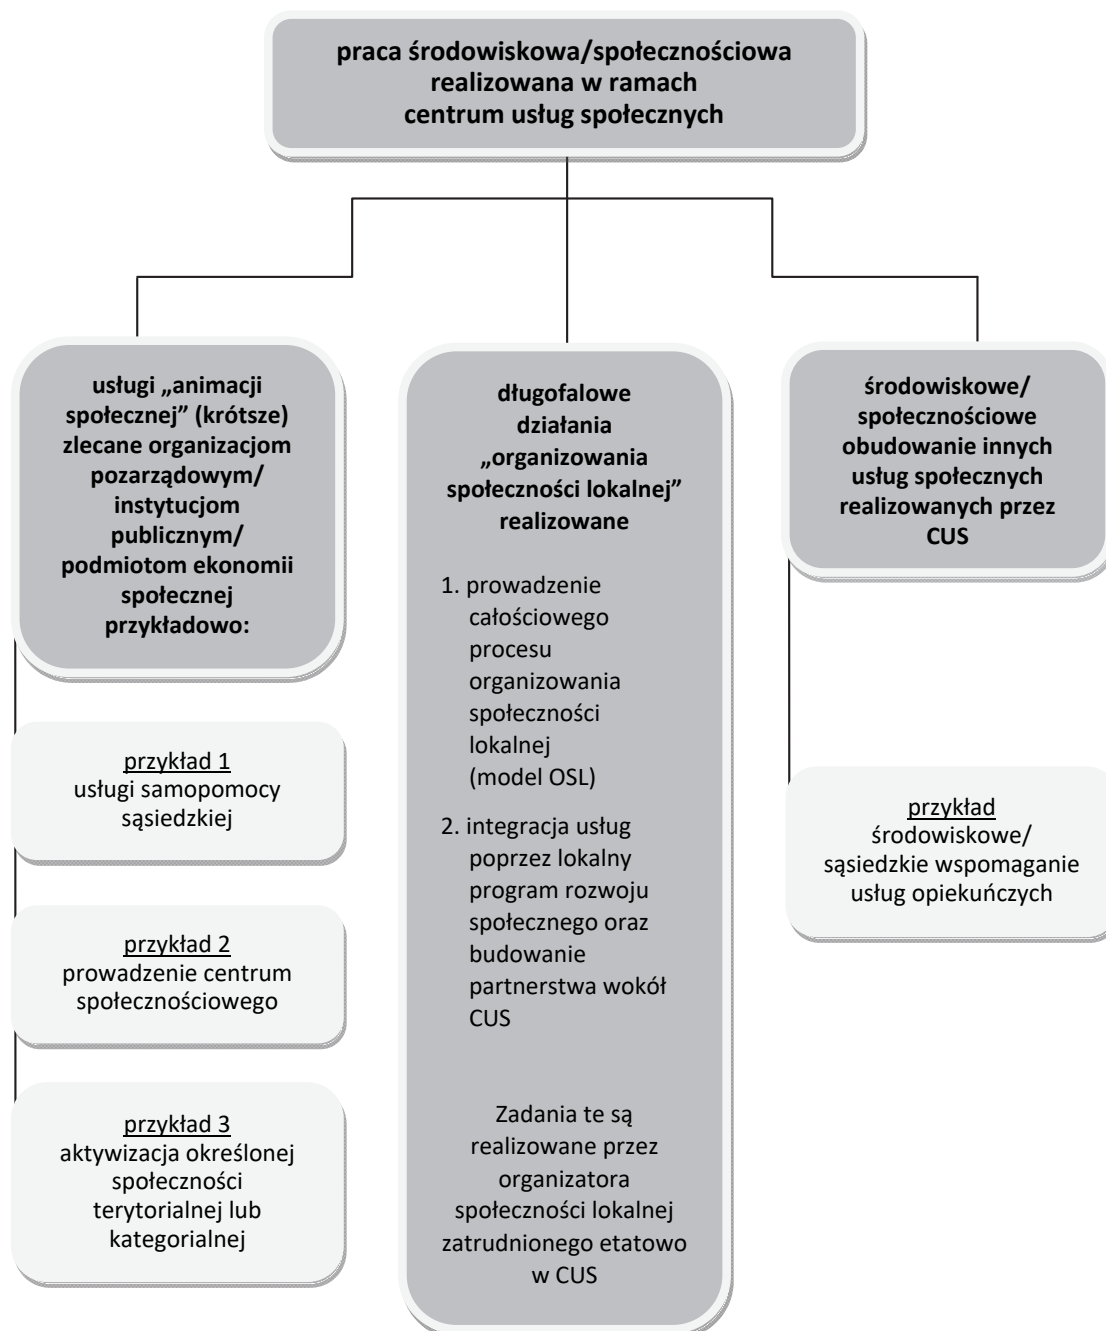 praca środowiskowa/społecznościowa
realizowana w ramach
centrum usług społecznych
usługi „animacji
społecznej” (krótsze)
zlecane organizacjom
pozarządowym/
instytucjom
publicznym/
podmiotom ekonomii
społecznej
przykładowo:
przykład 1
usługi samopomocy
sąsiedzkiej
przykład 2
prowadzenie centrum
społecznościowego
przykład 3
aktywizacja określonej
społeczności
terytorialnej lub
kategorialnej
długofalowe
działania
„organizowania
społeczności lokalnej”
realizowane
1. prowadzenie
całościowego
procesu
organizowania
społeczności
lokalnej
(model OSL)
2. integracja usług
poprzez lokalny
program rozwoju
społecznego oraz
budowanie
partnerstwa wokół
CUS
Zadania te są
realizowane przez
organizatora
społeczności lokalnej
zatrudnionego etatowo
w CUS
środowiskowe/
społecznościowe
obudowanie innych
usług społecznych
realizowanych przez
CUS
przykład
środowiskowe/
sąsiedzkie wspomaganie
usług opiekuńczych